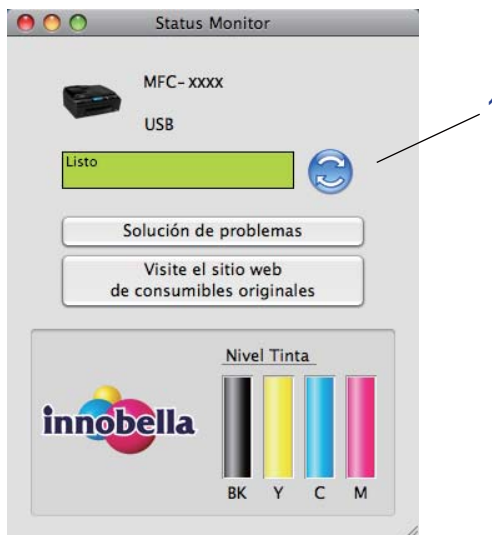 Status Monitor
MFC-xxxx
USB
Listo
Solución de problemas
Visite el sitio web
de consumibles originales
Nivel Tinta
innobella
BK Y C M